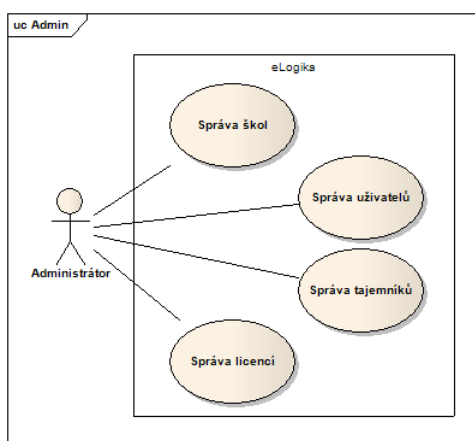 uc Admin
eLogika
Správa škol
Správa uživatelů
Administrátor
Správa tajemníků
Správa licencí